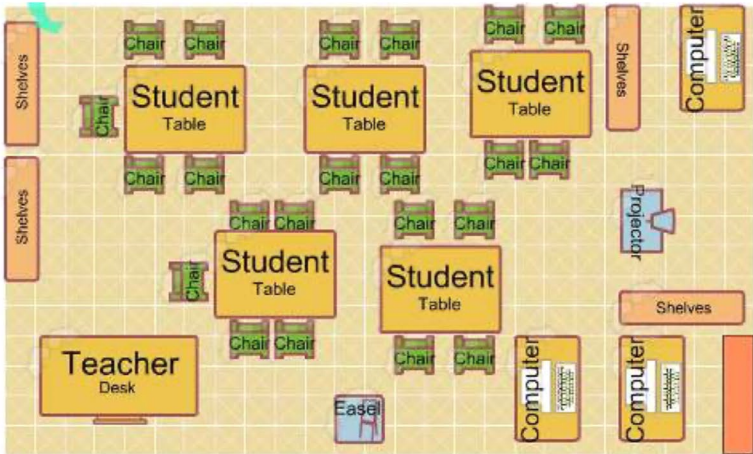 Chair Chair Chair Chair Chair Chair
Shelves
Student
Table
Student
Table
Student
Table
Shelves
Computer
Chair
Chair Chair Chair Chair Chair Chair
Shelves
Chair Chair Chair Chair
Projector
Chair
Student
Table
Student
Table
Shelves
Chair Chair Chair Chair
Teacher
Desk
Easel
Computer
Computer